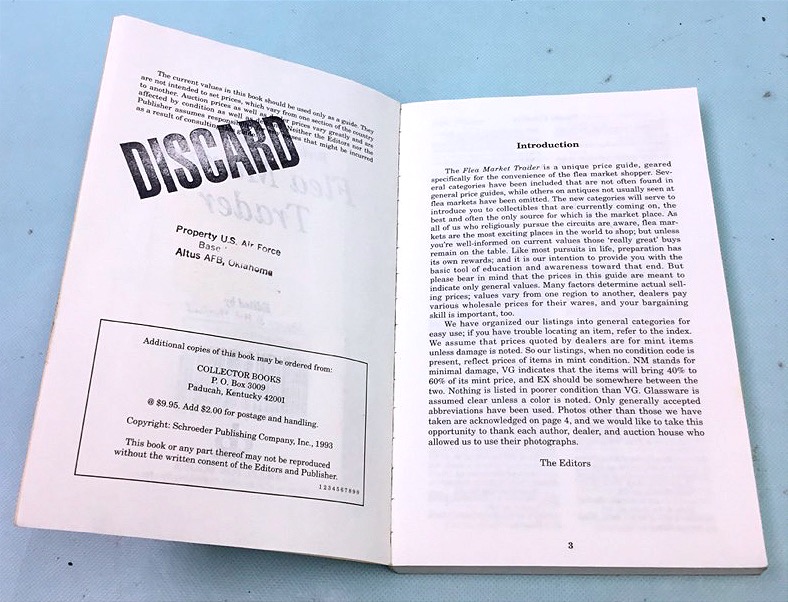 The current values in this book should be used only as a guide. They
are not intended to set prices, which vary from one section of the country
to another. Auction prices as well as prices vary greatly and are
affected by condition as well as Neither the Editors nor the
Publisher assumes that might be incurred
as a result of consulting
DISCARD
Property U.S. Air Force
Base
Altus AFB, Oklahoma
Additional copies of this book may be ordered from:
COLLECTOR BOOKS
P. O. Box 3009
Paducah, Kentucky 42001
@ $9.95. Add $2.00 for postage and handling.
Copyright: Schroeder Publishing Company, Inc., 1993
This book or any part thereof may not be reproduced
without the written consent of the Editors and Publisher.
1 2 3 4 5 6 7 8 9 0
Introduction
The Flea Market Trader is a unique price guide, geared
specifically for the convenience of the flea market shopper. Sev-
eral categories have been included that are not often found in
general price guides, while others on antiques not usually seen at
flea markets have been omitted. The new categories will serve to
introduce you to collectibles that are currently coming on, the
best and often the only source for which is the market place. As
all of us who religiously pursue the circuits are aware, flea mar-
kets are the most exciting places in the world to shop; but unless
you're well-informed on current values those 'really great' buys
remain on the table. Like most pursuits in life, preparation has
its own rewards; and it is our intention to provide you with the
basic tool of education and awareness toward that end. But
please bear in mind that the prices in this guide are meant to
indicate only general values. Many factors determine actual sell-
ing prices; values vary from one region to another, dealers pay
various wholesale prices for their wares, and your bargaining
skill is important, too.
We have organized our listings into general categories for
easy use; if you have trouble locating an item, refer to the index.
We assume that prices quoted by dealers are for mint items
unless damage is noted. So our listings, when no condition code is
present, reflect prices of items in mint condition. NM stands for
minimal damage, VG indicates that the items will bring 40% to
60% of its mint price, and EX should be somewhere between the
two. Nothing is listed in poorer condition than VG. Glassware is
assumed clear unless a color is noted. Only generally accepted
abbreviations have been used. Photos other than those we have
taken are acknowledged on page 4, and we would like to take this
opportunity to thank each author, dealer, and auction house who
allowed us to use their photographs.
The Editors
3